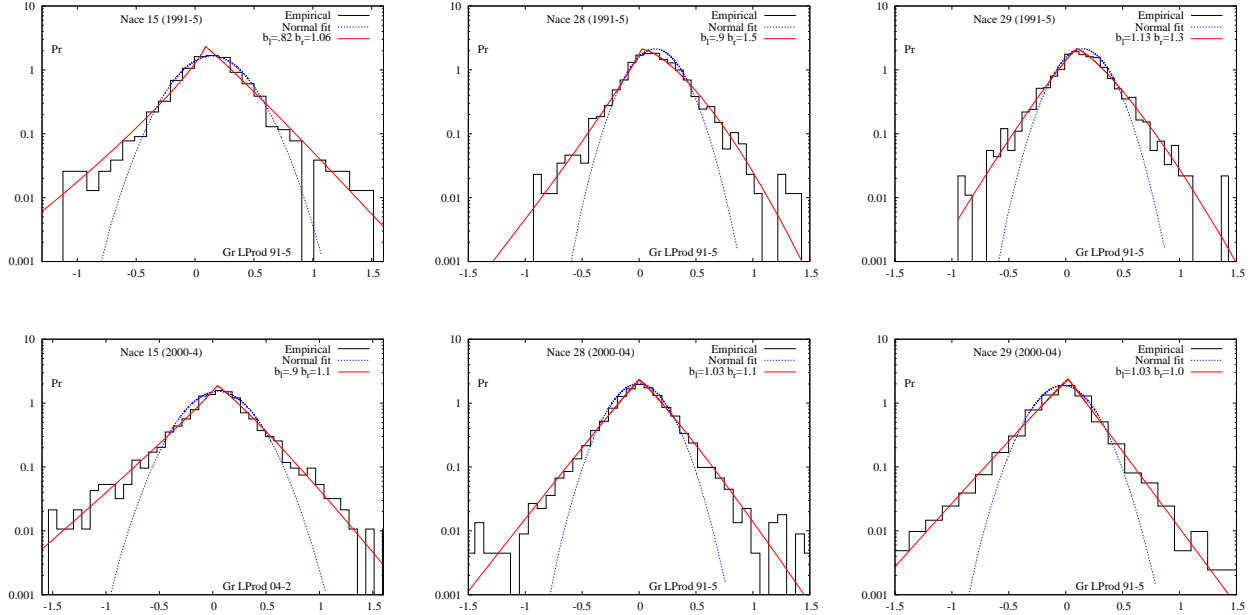 Nace 15 (1991-5)
Pr
Empirical
Normal fit
b_l=.82 b_r=1.06
10
1
0.1
0.01
0.001
-1 -0.5 0 0.5 1 1.5
Gr LProd 91-5
Nace 28 (1991-5)
Pr
Empirical
Normal fit
b_l=.9 b_r=1.5
10
1
0.1
0.01
0.001
-1.5 -1 -0.5 0 0.5 1 1.5
Gr LProd 91-5
Nace 29 (1991-5)
Pr
Empirical
Normal fit
b_l=1.13 b_r=1.3
10
1
0.1
0.01
0.001
-1.5 -1 -0.5 0 0.5 1 1.5
Gr LProd 91-5
Nace 15 (2000-4)
Pr
Empirical
Normal fit
b_l=.9 b_r=1.1
10
1
0.1
0.01
0.001
-1.5 -1 -0.5 0 0.5 1 1.5
Gr LProd 04-2
Nace 28 (2000-04)
Pr
Empirical
Normal fit
b_l=1.03 b_r=1.1
10
1
0.1
0.01
0.001
-1.5 -1 -0.5 0 0.5 1 1.5
Gr LProd 91-5
Nace 29 (2000-04)
Pr
Empirical
Normal fit
b_l=1.03 b_r=1.0
10
1
0.1
0.01
0.001
-1.5 -1 -0.5 0 0.5 1 1.5
Gr LProd 91-5